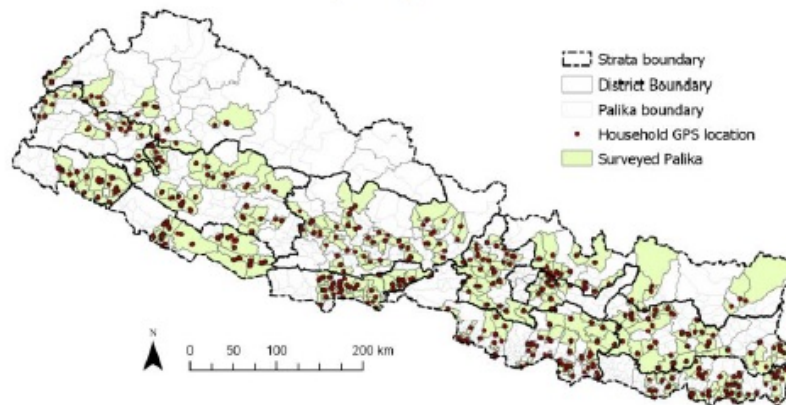 Strata boundary
District Boundary
Palika boundary
Household GPS location
Surveyed Palika
N
0 50 100 200 km